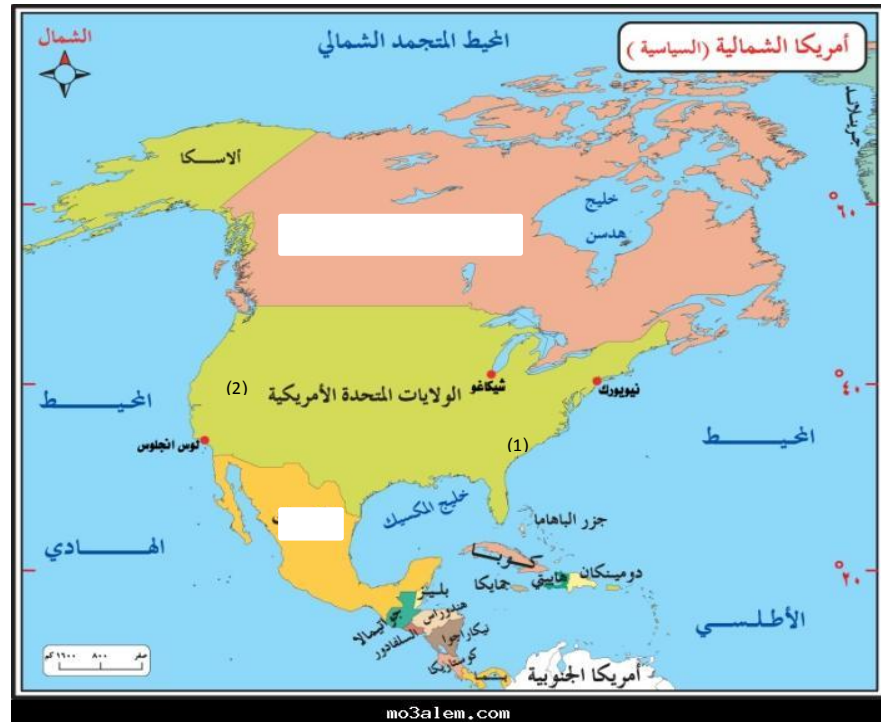 أمريكا الشمالية (السياسية)
الشمال
المحيط المتجمد الشمالي
جرينلاند
ألاسكا
°٦٠
خليج
هدسن
شيكاغو
نيويورك
°٤٠
(2)
الولايات المتحدة الأمريكية
المحيط
المحيط
(1)
لوس انجلوس
خليج المكسيك
جزر الباهاما
الهادي
كوبا
دومينكان
هاييتي
جمايكا
°٢٠
بليز
هندوراس
جواتيمالا
الأطلسي
السلفادور
نيكاراجوا
كوستاريكا
صفر ٨٠٠ ١٦٠٠ كم
أمريكا الجنوبية
بنما
mo3alem.com